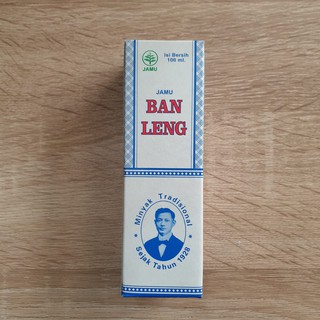 JAMU
Isi Bersih
100 ml.
JAMU
BAN
LENG
Minyak Tradisional
Sejak Tahun 1928